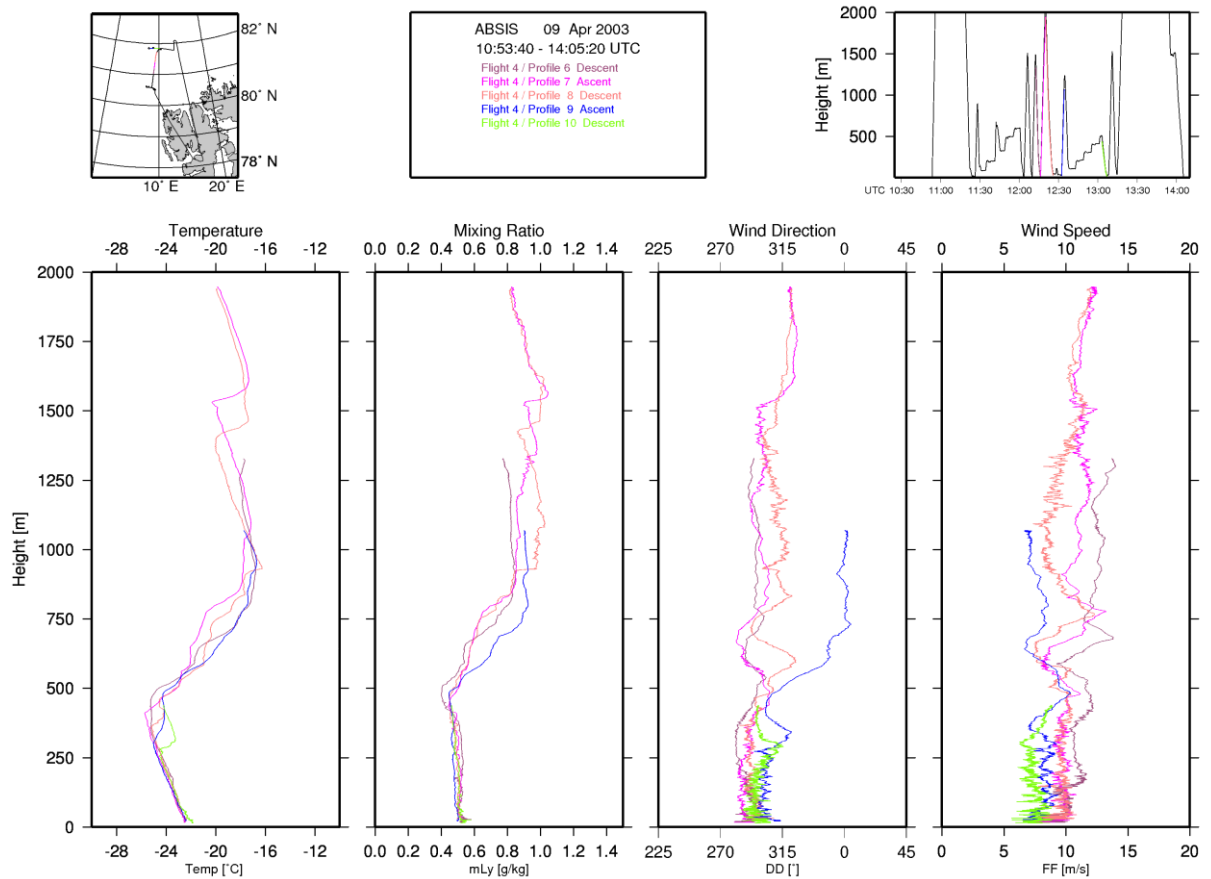 82° N
80° N
78° N
10° E
20° E
ABSIS 09 Apr 2003
10:53:40 - 14:05:20 UTC
Flight 4 / Profile 6 Descent
Flight 4 / Profile 7 Ascent
Flight 4 / Profile 8 Descent
Flight 4 / Profile 9 Ascent
Flight 4 / Profile 10 Descent
Height [m]
2000
1500
1000
500
UTC 10:30 11:00 11:30 12:00 12:30 13:00 13:30 14:00
Temperature
-28 -24 -20 -16 -12
Mixing Ratio
0.0 0.2 0.4 0.6 0.8 1.0 1.2 1.4
Wind Direction
225 270 315 0 45
Wind Speed
0 5 10 15 20
Height [m]
2000
1750
1500
1250
1000
750
500
250
0
-28 -24 -20 -16 -12
Temp [°C]
0.0 0.2 0.4 0.6 0.8 1.0 1.2 1.4
mLy [g/kg]
225 270 315 0 45
DD [°]
0 5 10 15 20
FF [m/s]